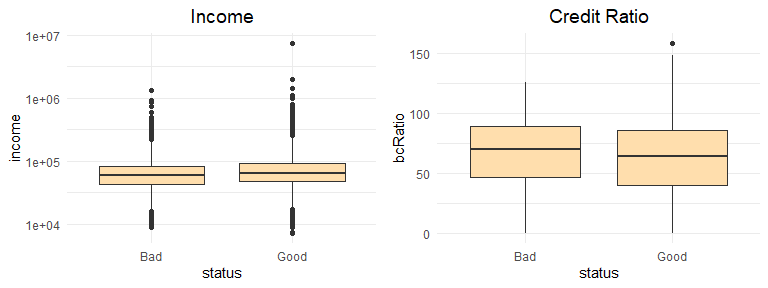 Income
1e+07
1e+06
1e+05
1e+04
income
Bad
Good
status
Credit Ratio
150
100
50
0
bcRatio
Bad
Good
status